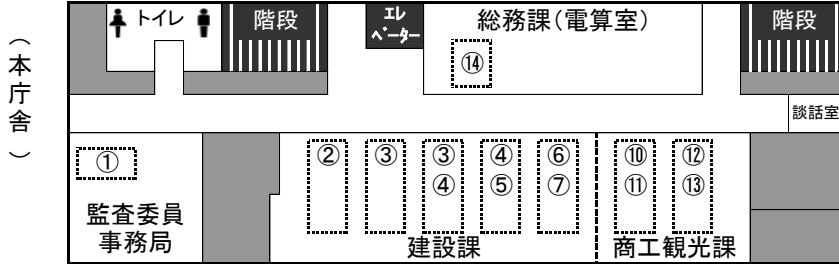 （本庁舎）
トイレ
階段
エレ
ベーター
総務課（電算室）
⑭
階段
談話室
①
監査委員
事務局
② ③ ③ ④ ⑥ ⑩ ⑫
④ ⑤ ⑦ ⑪ ⑬
建設課
商工観光課